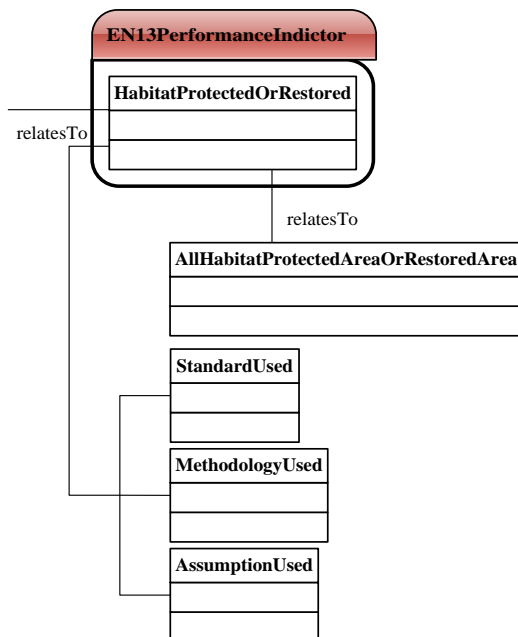 EN13PerformanceIndictor
HabitatProtectedOrRestored
relatesTo
relatesTo
AllHabitatProtectedAreaOrRestoredArea
StandardUsed
MethodologyUsed
AssumptionUsed